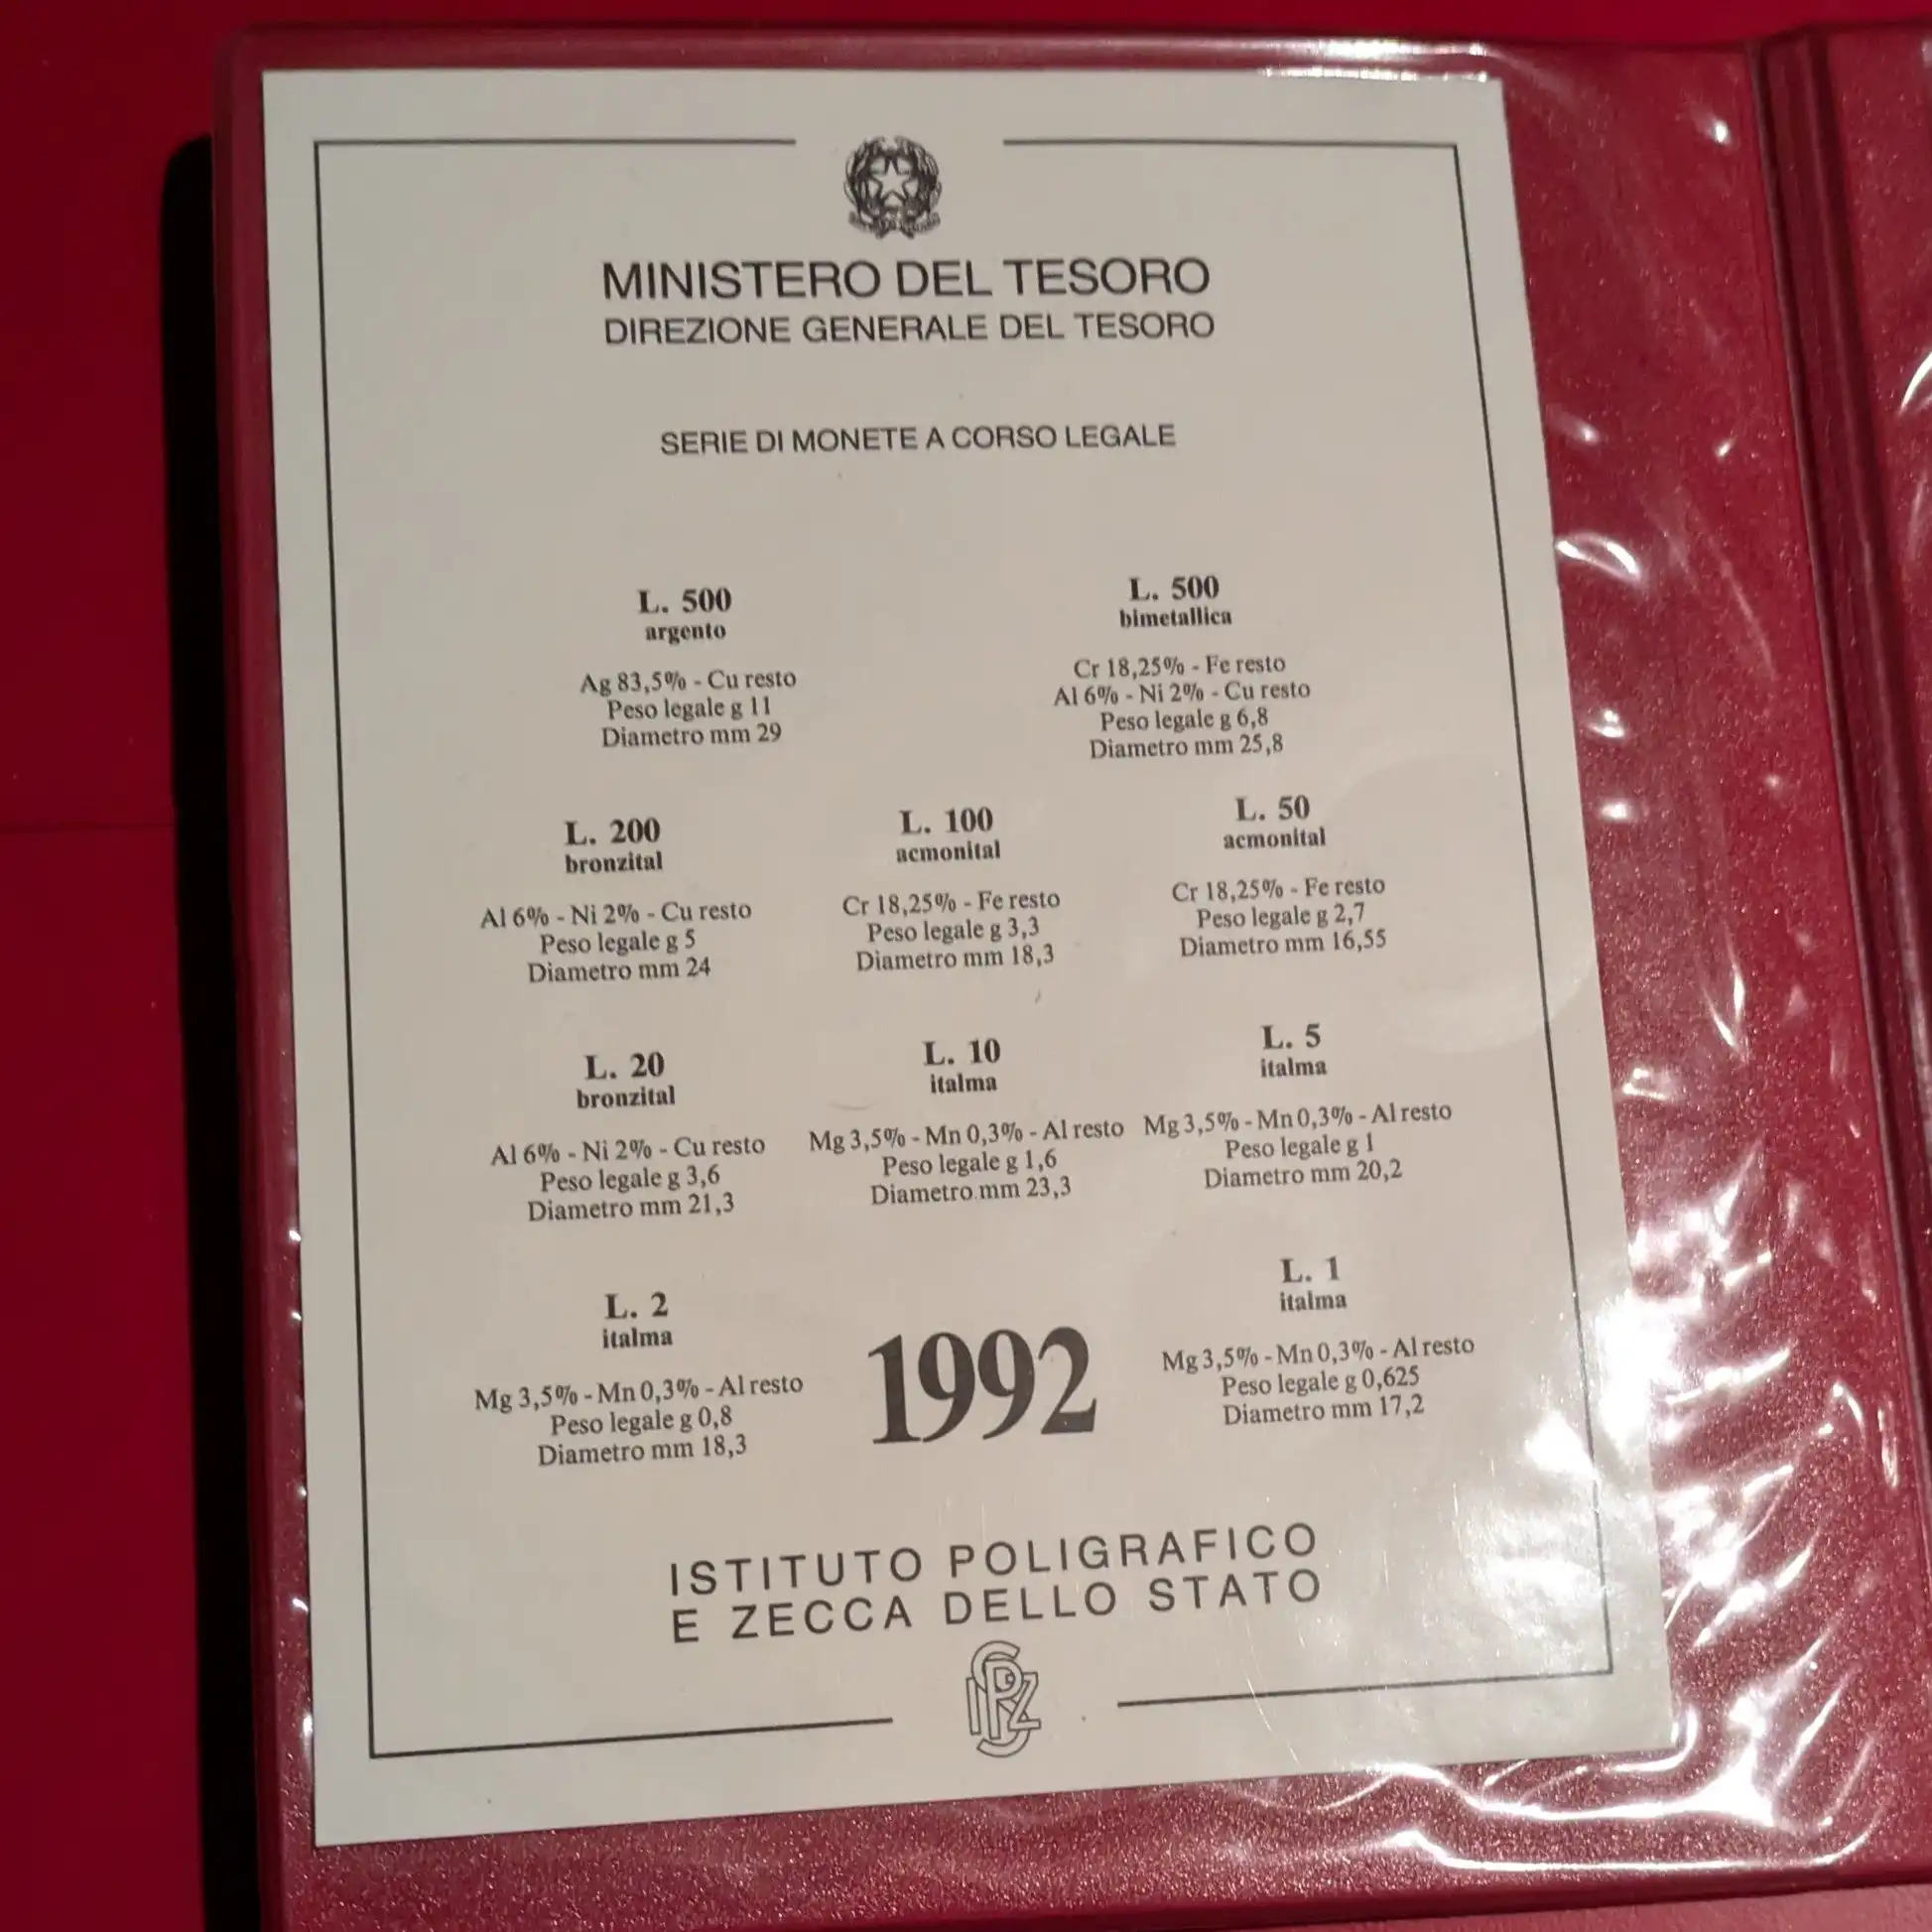 MINISTERO DEL TESORO
DIREZIONE GENERALE DEL TESORO
SERIE DI MONETE A CORSO LEGALE
L. 500
argento
Ag 83,5% - Cu resto
Peso legale g 11
Diametro mm 29
L. 500
bimetallica
Cr 18,25% - Fe resto
Al 6% - Ni 2% - Cu resto
Peso legale g 6,8
Diametro mm 25,8
L. 200
bronzital
Al 6% - Ni 2% - Cu resto
Peso legale g 5
Diametro mm 24
L. 100
acmonital
Cr 18,25% - Fe resto
Peso legale g 3,3
Diametro mm 18,3
L. 50
acmonital
Cr 18,25% - Fe resto
Peso legale g 2,7
Diametro mm 16,55
L. 20
bronzital
Al 6% - Ni 2% - Cu resto
Peso legale g 3,6
Diametro mm 21,3
L. 10
italma
Mg 3,5% - Mn 0,3% - Al resto
Peso legale g 1,6
Diametro mm 23,3
L. 5
italma
Mg 3,5% - Mn 0,3% - Al resto
Peso legale g 1
Diametro mm 20,2
L. 2
italma
Mg 3,5% - Mn 0,3% - Al resto
Peso legale g 0,8
Diametro mm 18,3
1992
L. 1
italma
Mg 3,5% - Mn 0,3% - Al resto
Peso legale g 0,625
Diametro mm 17,2
ISTITUTO POLIGRAFICO
E ZECCA DELLO STATO